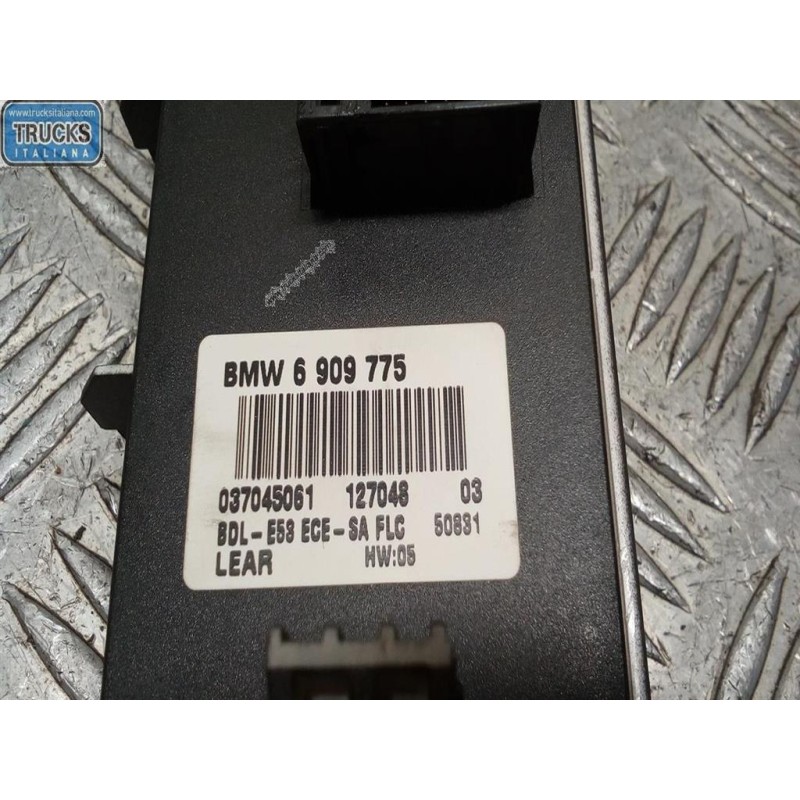 www.trucksitaliana.com
TRUCKS
ITALIANA
BMW 6 909 775
037045061 127048 03
BDL-E53 ECE-SA FLC 50831
LEAR HW:05